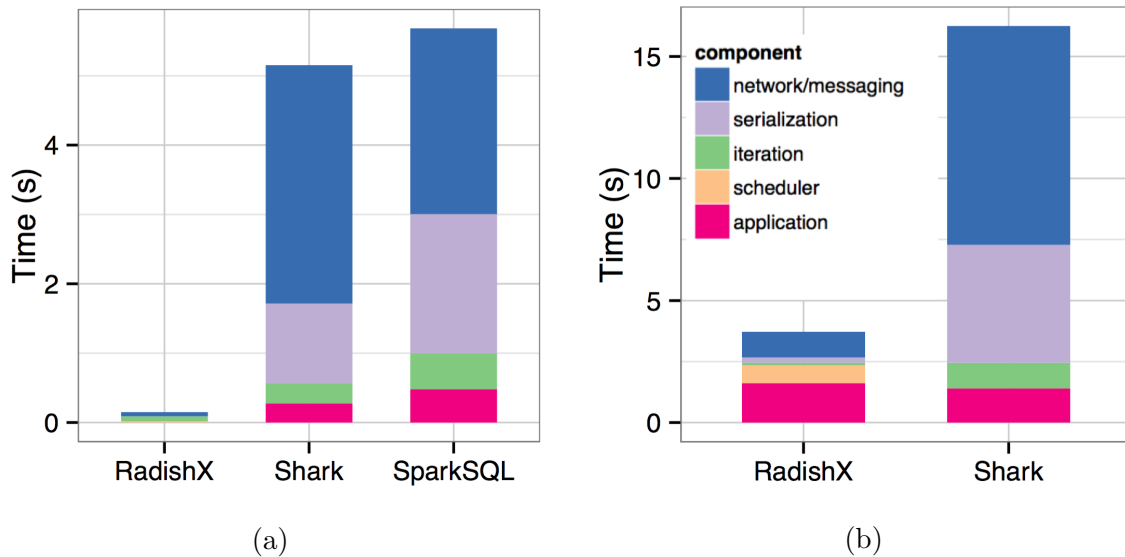 Time (s)
4
2
0
RadishX
Shark
SparkSQL
(a)
Time (s)
15
10
5
0
component
network/messaging
serialization
iteration
scheduler
application
RadishX
Shark
(b)